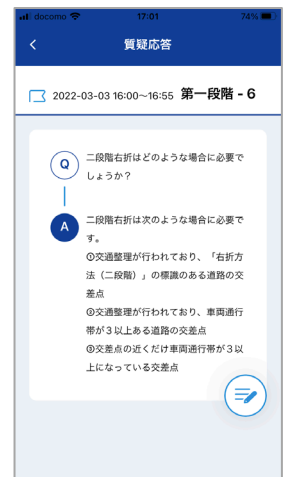 docomo 17:01 74%
質疑応答
2022-03-03 16:00~16:55 第一段階 - 6
Q 二段階右折はどのような場合に必要で
しょうか？
A 二段階右折は次のような場合に必要で
す。
①交通整理が行われており、「右折方
法（二段階）」の標識のある道路の交
差点
②交通整理が行われており、車両通行
帯が３以上ある道路の交差点
③交差点の近くだけ車両通行帯が３以
上になっている交差点